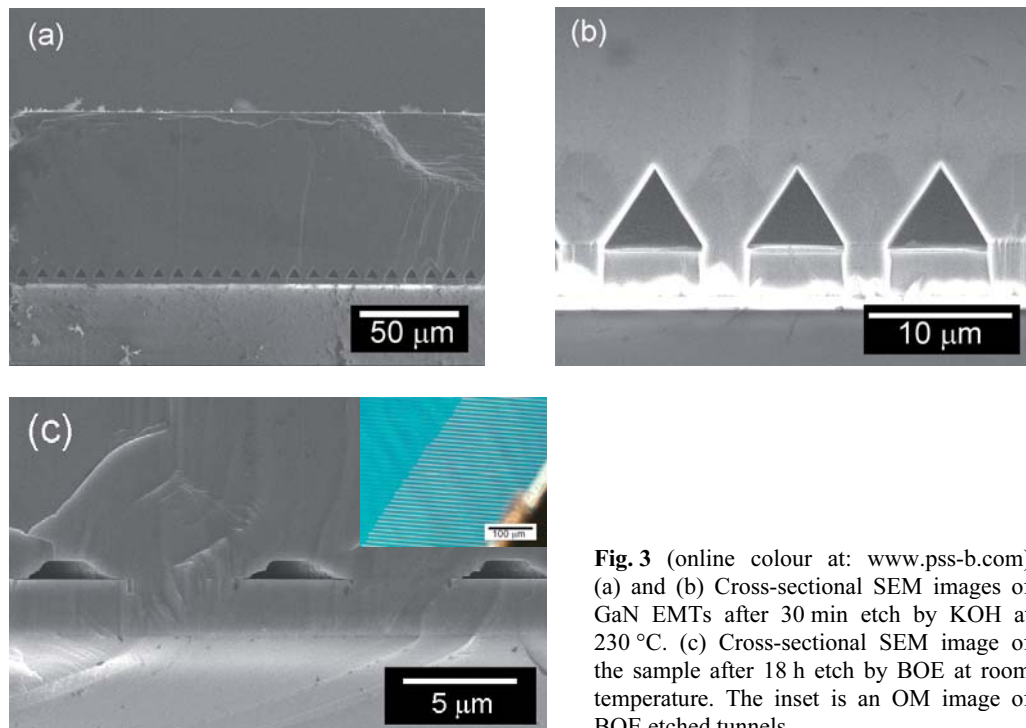 (a)
50 μm
(b)
10 μm
(c)
100 μm
5 μm
Fig. 3 (online colour at: www.pss-b.com)
(a) and (b) Cross-sectional SEM images of
GaN EMTs after 30 min etch by KOH at
230 °C. (c) Cross-sectional SEM image of
the sample after 18 h etch by BOE at room
temperature. The inset is an OM image of
BOE etched tunnels